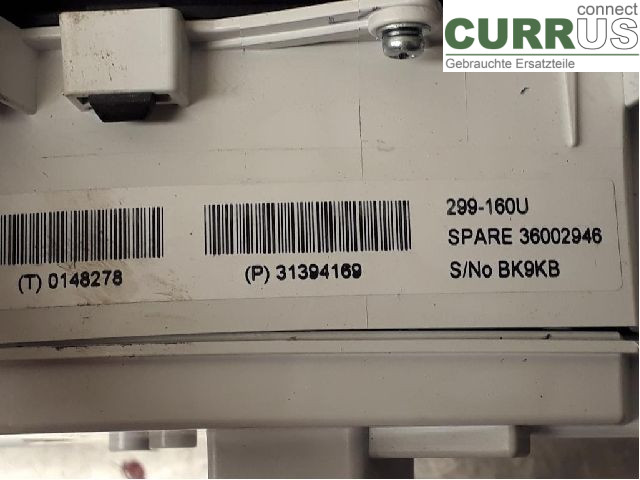 connect
CURRUS
Gebrauchte Ersatzteile
299-160U
SPARE 36002946
S/No BK9KB
(T) 0148278
(P) 31394169